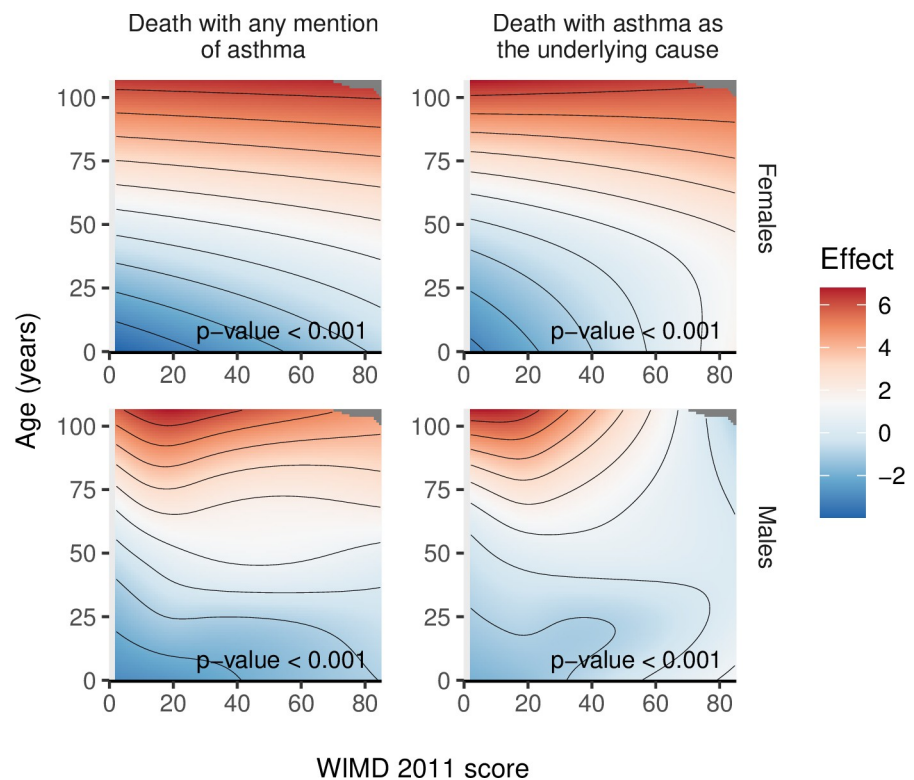 Death with any mention
of asthma
Death with asthma as
the underlying cause
100
75
50
25
0
p−value < 0.001
0 20 40 60 80
p−value < 0.001
0 20 40 60 80
Females
100
75
50
25
0
p−value < 0.001
0 20 40 60 80
p−value < 0.001
0 20 40 60 80
Males
Age (years)
WIMD 2011 score
Effect
6
4
2
0
−2